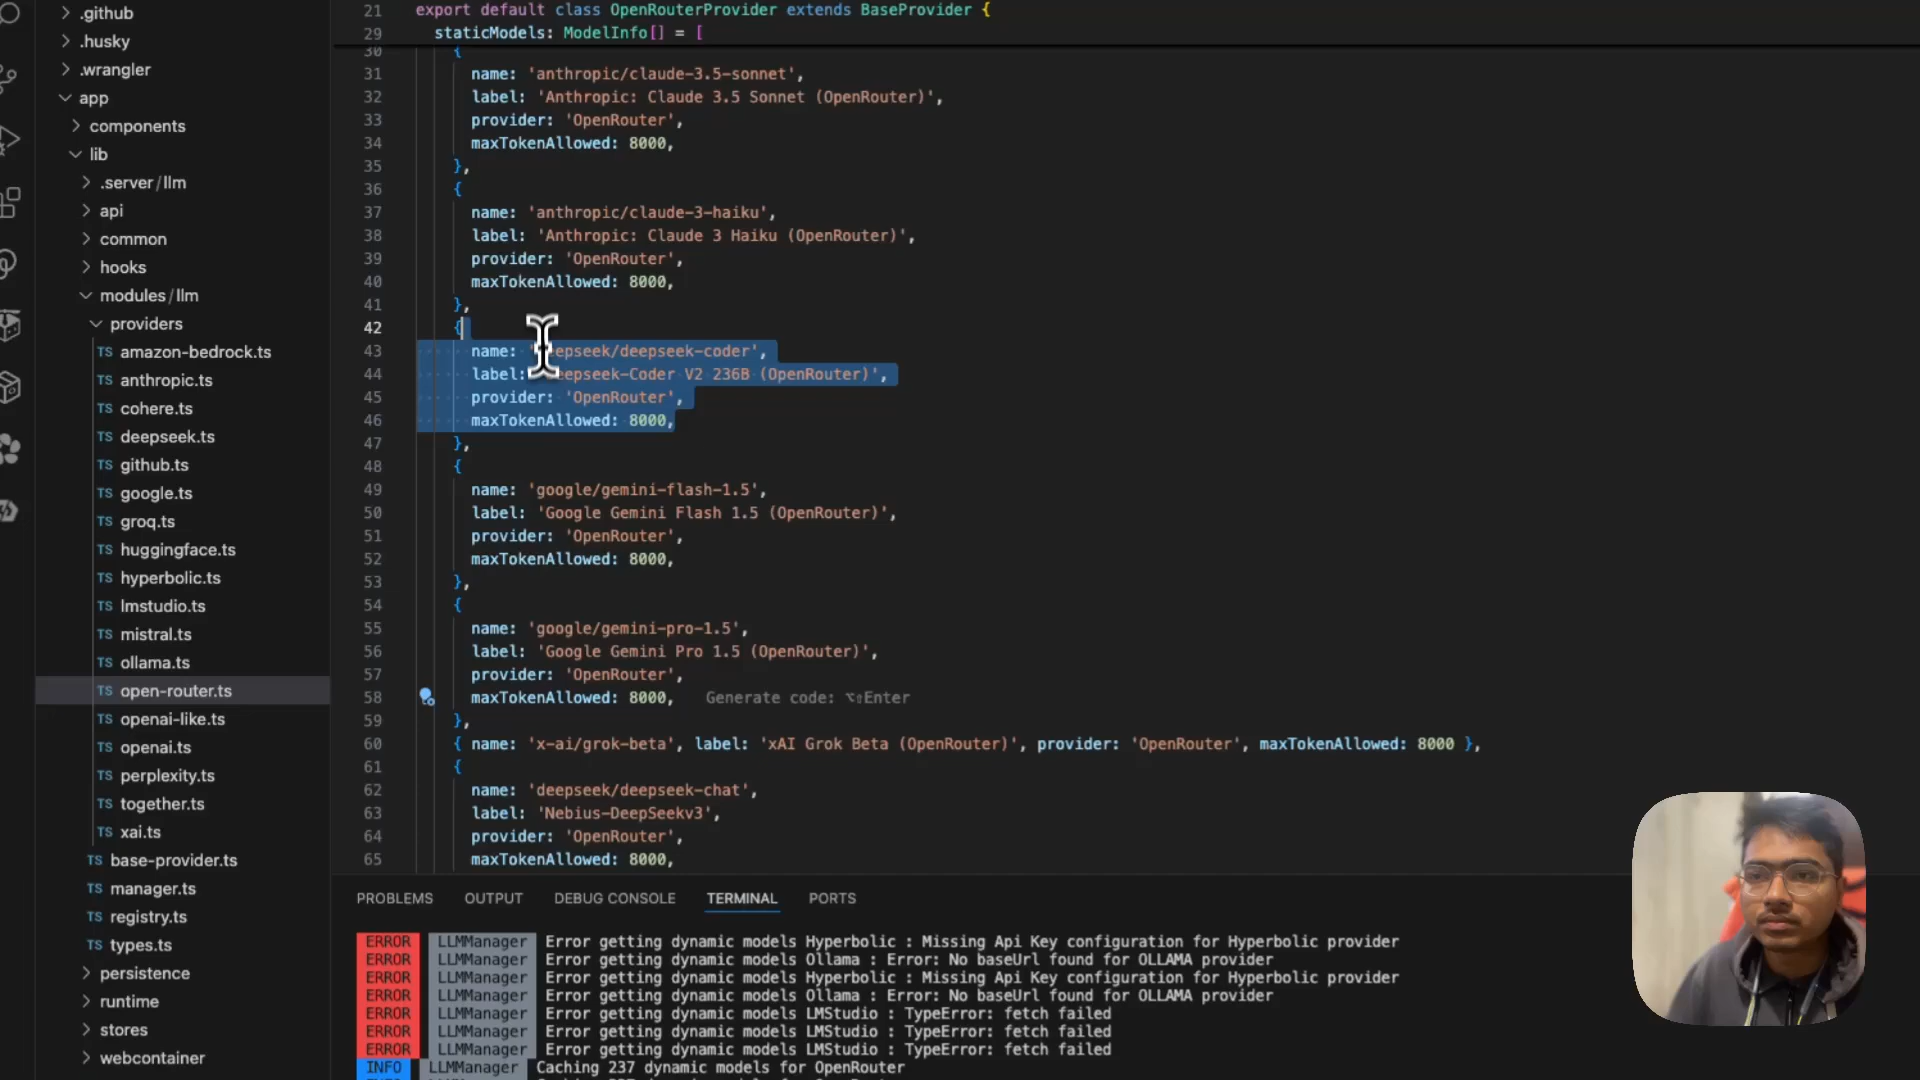 .github
.husky
.wrangler
app
components
lib
.server/llm
api
common
hooks
modules/llm
providers
TS amazon-bedrock.ts
TS anthropic.ts
TS cohere.ts
TS deepseek.ts
TS github.ts
TS google.ts
TS groq.ts
TS huggingface.ts
TS hyperbolic.ts
TS lmstudio.ts
TS mistral.ts
TS ollama.ts
TS open-router.ts
TS openai-like.ts
TS openai.ts
TS perplexity.ts
TS together.ts
TS xai.ts
TS base-provider.ts
TS manager.ts
TS registry.ts
TS types.ts
persistence
runtime
stores
webcontainer
21 export default class OpenRouterProvider extends BaseProvider {
29 staticModels: ModelInfo[] = [
30 {
31 name: 'anthropic/claude-3.5-sonnet',
32 label: 'Anthropic: Claude 3.5 Sonnet (OpenRouter)',
33 provider: 'OpenRouter',
34 maxTokenAllowed: 8000,
35 },
36 {
37 name: 'anthropic/claude-3-haiku',
38 label: 'Anthropic: Claude 3 Haiku (OpenRouter)',
39 provider: 'OpenRouter',
40 maxTokenAllowed: 8000,
41 },
42 {
43 name: 'deepseek/deepseek-coder',
44 label: 'Deepseek-Coder V2 236B (OpenRouter)',
45 provider: 'OpenRouter',
46 maxTokenAllowed: 8000,
47 },
48 {
49 name: 'google/gemini-flash-1.5',
50 label: 'Google Gemini Flash 1.5 (OpenRouter)',
51 provider: 'OpenRouter',
52 maxTokenAllowed: 8000,
53 },
54 {
55 name: 'google/gemini-pro-1.5',
56 label: 'Google Gemini Pro 1.5 (OpenRouter)',
57 provider: 'OpenRouter',
58 maxTokenAllowed: 8000, Generate code: ⌥⇧Enter
59 },
60 { name: 'x-ai/grok-beta', label: 'xAI Grok Beta (OpenRouter)', provider: 'OpenRouter', maxTokenAllowed: 8000 },
61 {
62 name: 'deepseek/deepseek-chat',
63 label: 'Nebius-DeepSeekv3',
64 provider: 'OpenRouter',
65 maxTokenAllowed: 8000,
PROBLEMS OUTPUT DEBUG CONSOLE TERMINAL PORTS
ERROR LLMManager Error getting dynamic models Hyperbolic : Missing Api Key configuration for Hyperbolic provider
ERROR LLMManager Error getting dynamic models Ollama : Error: No baseUrl found for OLLAMA provider
ERROR LLMManager Error getting dynamic models Hyperbolic : Missing Api Key configuration for Hyperbolic provider
ERROR LLMManager Error getting dynamic models Ollama : Error: No baseUrl found for OLLAMA provider
ERROR LLMManager Error getting dynamic models LMStudio : TypeError: fetch failed
ERROR LLMManager Error getting dynamic models LMStudio : TypeError: fetch failed
ERROR LLMManager Error getting dynamic models LMStudio : TypeError: fetch failed
INFO LLMManager Caching 237 dynamic models for OpenRouter